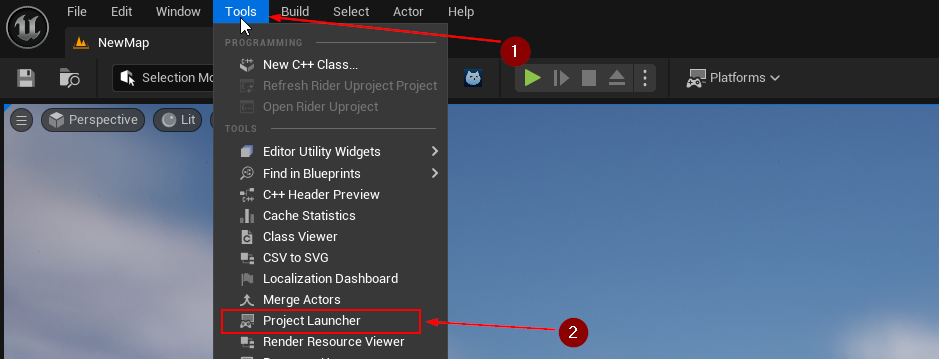 File Edit Window Tools Build Select Actor Help
1
NewMap
PROGRAMMING
New C++ Class...
Selection Mo
Platforms
Refresh Rider Uproject Project
Open Rider Uproject
Perspective Lit
TOOLS
Editor Utility Widgets
Find in Blueprints
C++ Header Preview
Cache Statistics
Class Viewer
CSV to SVG
Localization Dashboard
Merge Actors
Project Launcher
2
Render Resource Viewer